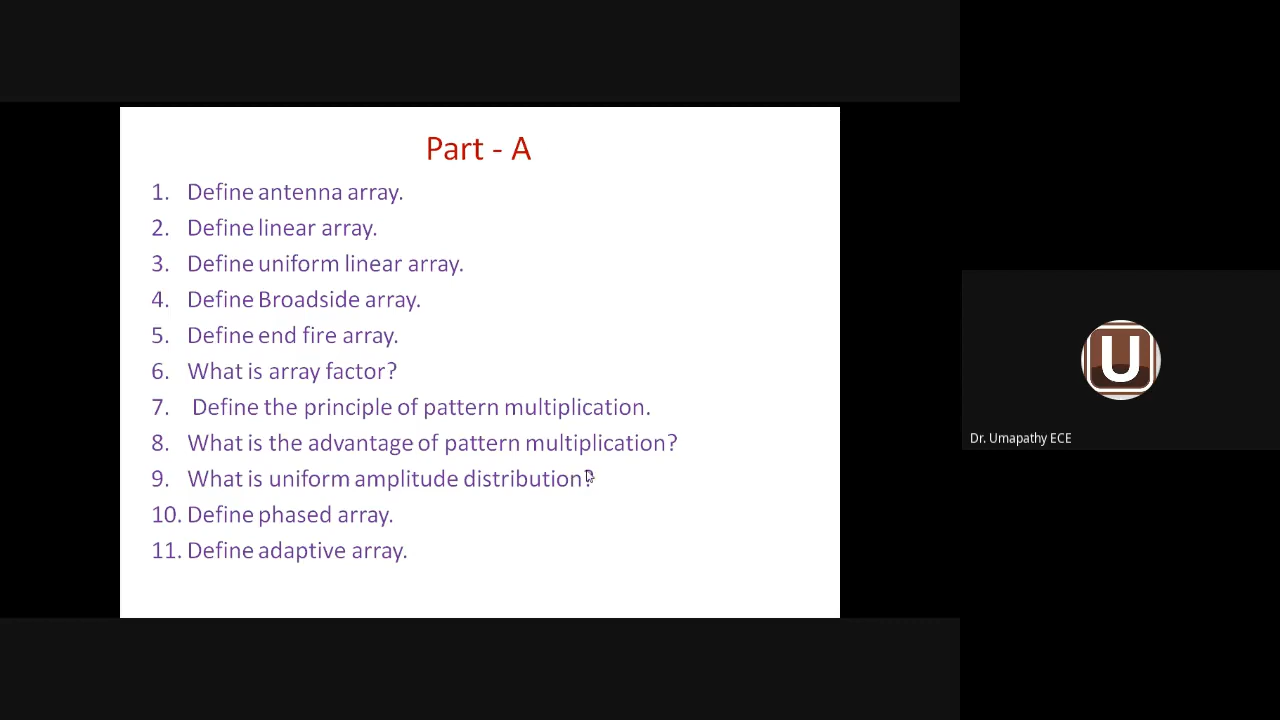 Part - A
1. Define antenna array.
2. Define linear array.
3. Define uniform linear array.
4. Define Broadside array.
5. Define end fire array.
6. What is array factor?
7. Define the principle of pattern multiplication.
8. What is the advantage of pattern multiplication?
9. What is uniform amplitude distribution?
10. Define phased array.
11. Define adaptive array.
U
Dr. Umapathy ECE